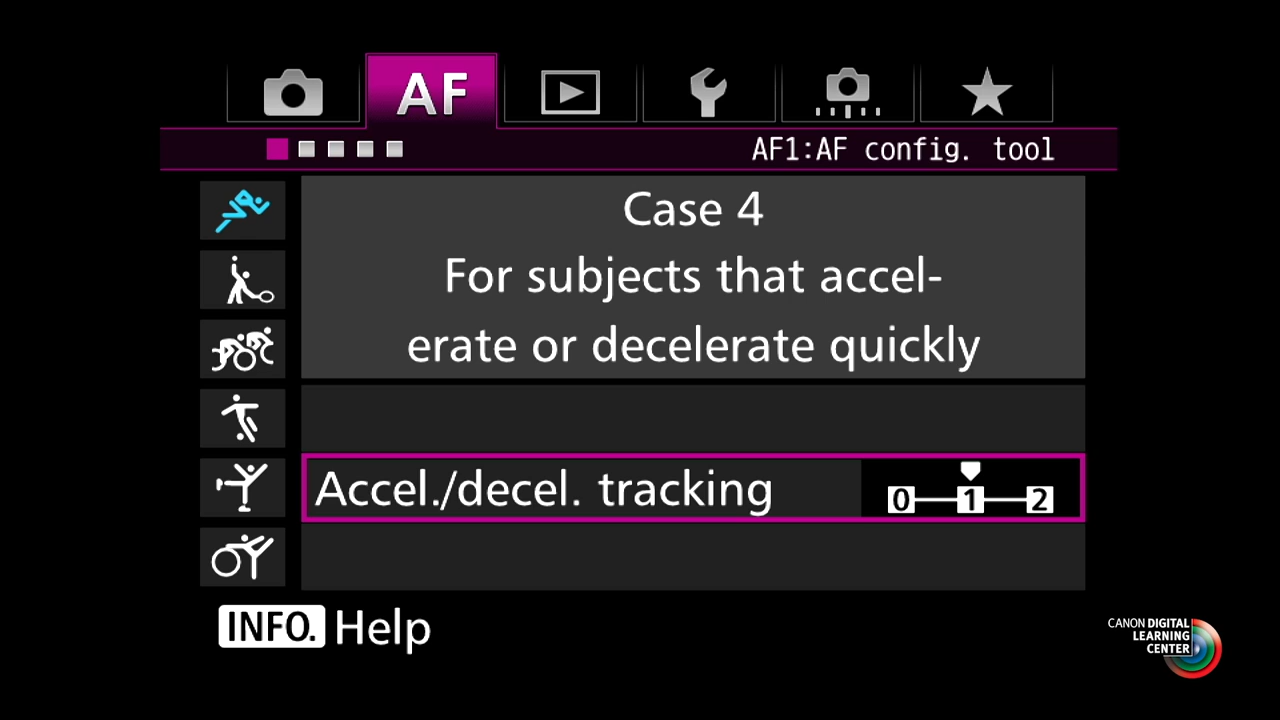 AF
AF1:AF config. tool
Case 4
For subjects that accel-
erate or decelerate quickly
Accel./decel. tracking
0 1 2
INFO. Help
CANON DIGITAL
LEARNING
CENTER